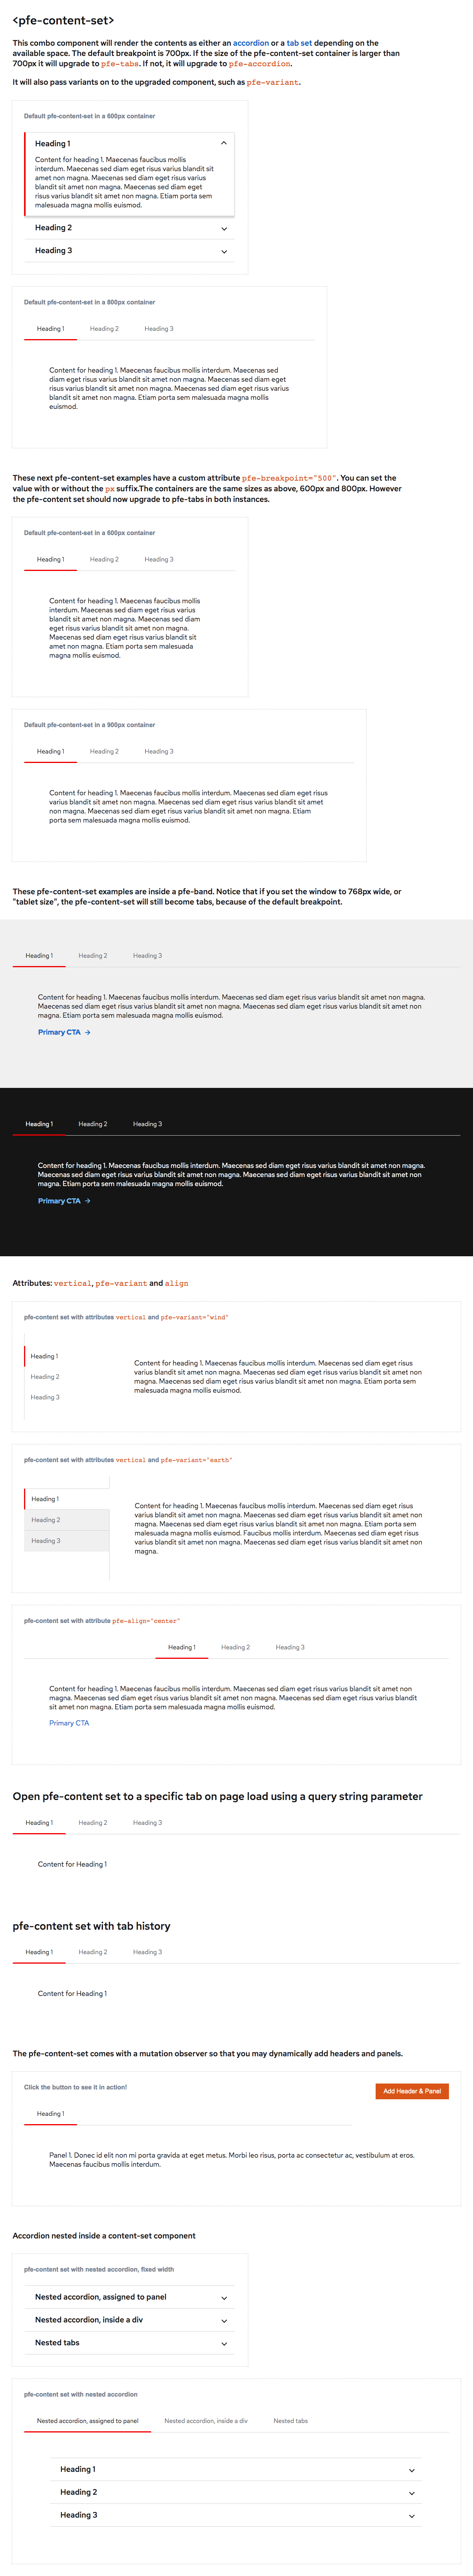 <pfe-content-set>
This combo component will render the contents as either an accordion or a tab set depending on the
available space. The default breakpoint is 700px. If the size of the pfe-content-set container is larger than
700px it will upgrade to pfe-tabs. If not, it will upgrade to pfe-accordion.
It will also pass variants on to the upgraded component, such as pfe-variant.
Default pfe-content-set in a 600px container
Heading 1
Content for heading 1. Maecenas faucibus mollis
interdum. Maecenas sed diam eget risus varius blandit sit
amet non magna. Maecenas sed diam eget risus varius
blandit sit amet non magna. Maecenas sed diam eget
risus varius blandit sit amet non magna. Etiam porta sem
malesuada magna mollis euismod.
Heading 2
Heading 3
Default pfe-content-set in a 800px container
Heading 1 Heading 2 Heading 3
Content for heading 1. Maecenas faucibus mollis interdum. Maecenas sed
diam eget risus varius blandit sit amet non magna. Maecenas sed diam eget
risus varius blandit sit amet non magna. Maecenas sed diam eget risus varius
blandit sit amet non magna. Etiam porta sem malesuada magna mollis
euismod.
These next pfe-content-set examples have a custom attribute pfe-breakpoint="500". You can set the
value with or without the px suffix.The containers are the same sizes as above, 600px and 800px. However
the pfe-content set should now upgrade to pfe-tabs in both instances.
Default pfe-content-set in a 600px container
Heading 1 Heading 2 Heading 3
Content for heading 1. Maecenas faucibus mollis
interdum. Maecenas sed diam eget risus varius
blandit sit amet non magna. Maecenas sed diam
eget risus varius blandit sit amet non magna.
Maecenas sed diam eget risus varius blandit sit
amet non magna. Etiam porta sem malesuada
magna mollis euismod.
Default pfe-content-set in a 900px container
Heading 1 Heading 2 Heading 3
Content for heading 1. Maecenas faucibus mollis interdum. Maecenas sed diam eget risus
varius blandit sit amet non magna. Maecenas sed diam eget risus varius blandit sit amet
non magna. Maecenas sed diam eget risus varius blandit sit amet non magna. Etiam
porta sem malesuada magna mollis euismod.
These pfe-content-set examples are inside a pfe-band. Notice that if you set the window to 768px wide, or
"tablet size", the pfe-content-set will still become tabs, because of the default breakpoint.
Heading 1 Heading 2 Heading 3
Content for heading 1. Maecenas faucibus mollis interdum. Maecenas sed diam eget risus varius blandit sit amet non magna.
Maecenas sed diam eget risus varius blandit sit amet non magna. Maecenas sed diam eget risus varius blandit sit amet non
magna. Etiam porta sem malesuada magna mollis euismod.
Primary CTA
Heading 1 Heading 2 Heading 3
Content for heading 1. Maecenas faucibus mollis interdum. Maecenas sed diam eget risus varius blandit sit amet non magna.
Maecenas sed diam eget risus varius blandit sit amet non magna. Maecenas sed diam eget risus varius blandit sit amet non
magna. Etiam porta sem malesuada magna mollis euismod.
Primary CTA
Attributes: vertical, pfe-variant and align
pfe-content set with attributes vertical and pfe-variant="wind"
Heading 1
Heading 2
Heading 3
Content for heading 1. Maecenas faucibus mollis interdum. Maecenas sed diam eget risus
varius blandit sit amet non magna. Maecenas sed diam eget risus varius blandit sit amet non
magna. Maecenas sed diam eget risus varius blandit sit amet non magna. Etiam porta sem
malesuada magna mollis euismod.
pfe-content set with attributes vertical and pfe-variant="earth"
Heading 1
Heading 2
Heading 3
Content for heading 1. Maecenas faucibus mollis interdum. Maecenas sed diam eget risus
varius blandit sit amet non magna. Maecenas sed diam eget risus varius blandit sit amet non
magna. Maecenas sed diam eget risus varius blandit sit amet non magna. Etiam porta sem
malesuada magna mollis euismod. Faucibus mollis interdum. Maecenas sed diam eget risus
varius blandit sit amet non magna. Maecenas sed diam eget risus varius blandit sit amet non
magna.
pfe-content set with attribute pfe-align="center"
Heading 1 Heading 2 Heading 3
Content for heading 1. Maecenas faucibus mollis interdum. Maecenas sed diam eget risus varius blandit sit amet non
magna. Maecenas sed diam eget risus varius blandit sit amet non magna. Maecenas sed diam eget risus varius blandit
sit amet non magna. Etiam porta sem malesuada magna mollis euismod.
Primary CTA
Open pfe-content set to a specific tab on page load using a query string parameter
Heading 1 Heading 2 Heading 3
Content for Heading 1
pfe-content set with tab history
Heading 1 Heading 2 Heading 3
Content for Heading 1
The pfe-content-set comes with a mutation observer so that you may dynamically add headers and panels.
Click the button to see it in action!
Add Header & Panel
Heading 1
Panel 1. Donec id elit non mi porta gravida at eget metus. Morbi leo risus, porta ac consectetur ac, vestibulum at eros.
Maecenas faucibus mollis interdum.
Accordion nested inside a content-set component
pfe-content set with nested accordion, fixed width
Nested accordion, assigned to panel
Nested accordion, inside a div
Nested tabs
pfe-content set with nested accordion
Nested accordion, assigned to panel Nested accordion, inside a div Nested tabs
Heading 1
Heading 2
Heading 3